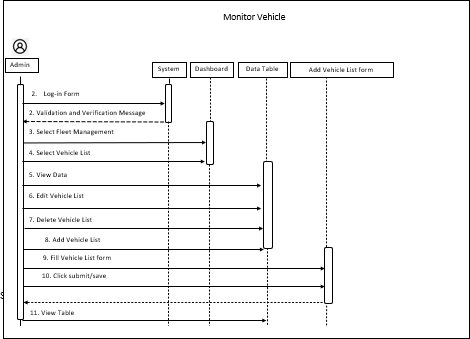 Monitor Vehicle
Admin
System
Dashboard
Data Table
Add Vehicle List form
2. Log-in Form
2. Validation and Verification Message
3. Select Fleet Management
4. Select Vehicle List
5. View Data
6. Edit Vehicle List
7. Delete Vehicle List
8. Add Vehicle List
9. Fill Vehicle List form
10. Click submit/save
11. View Table